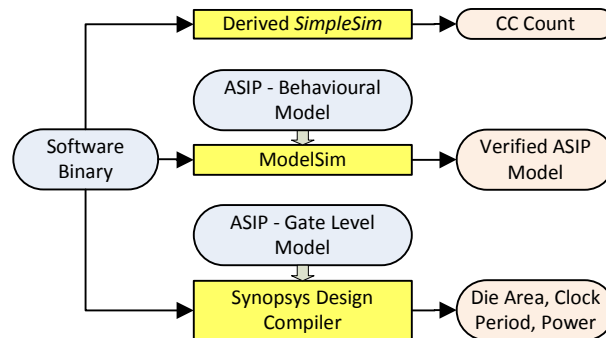 Derived SimpleSim
CC Count
ASIP - Behavioural
Model
Software
Binary
ModelSim
Verified ASIP
Model
ASIP - Gate Level
Model
Synopsys Design
Compiler
Die Area, Clock
Period, Power